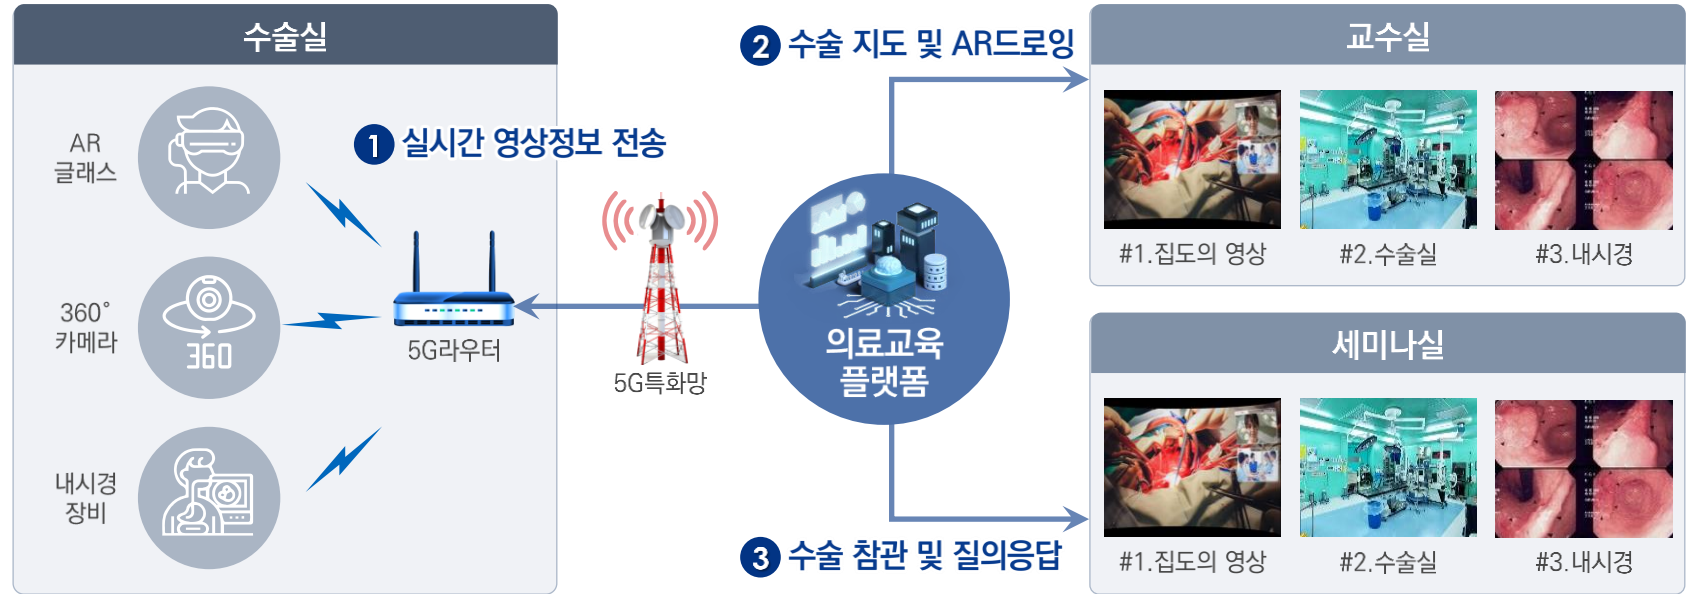 수술실
AR
글래스
360°
카메라
360
내시경
장비
1 실시간 영상정보 전송
5G라우터
5G특화망
의료교육
플랫폼
2 수술 지도 및 AR드로잉
교수실
#1.집도의 영상
#2.수술실
#3.내시경
3 수술 참관 및 질의응답
세미나실
#1.집도의 영상
#2.수술실
#3.내시경